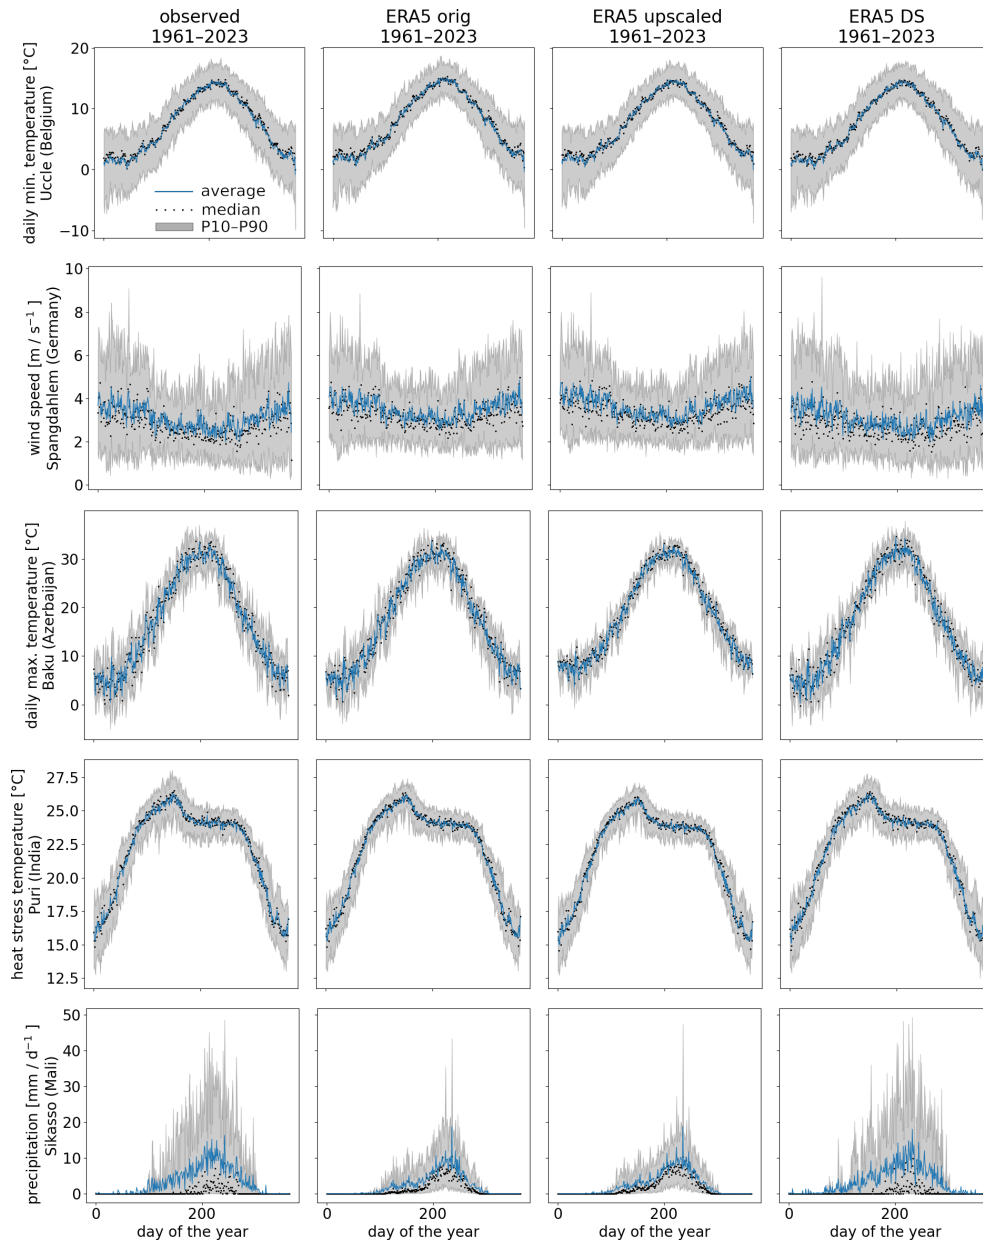 observed
1961–2023
ERA5 orig
1961–2023
ERA5 upscaled
1961–2023
ERA5 DS
1961–2023
daily min. temperature [°C]
Uccle (Belgium)
20
10
0
−10
average
median
P10–P90
wind speed [m / s⁻¹ ]
Spangdahlem (Germany)
10
8
6
4
2
0
daily max. temperature [°C]
Baku (Azerbaijan)
30
20
10
0
heat stress temperature [°C]
Puri (India)
27.5
25.0
22.5
20.0
17.5
15.0
12.5
precipitation [mm / d⁻¹ ]
Sikasso (Mali)
50
40
30
20
10
0
0 200
day of the year
0 200
day of the year
0 200
day of the year
0 200
day of the year